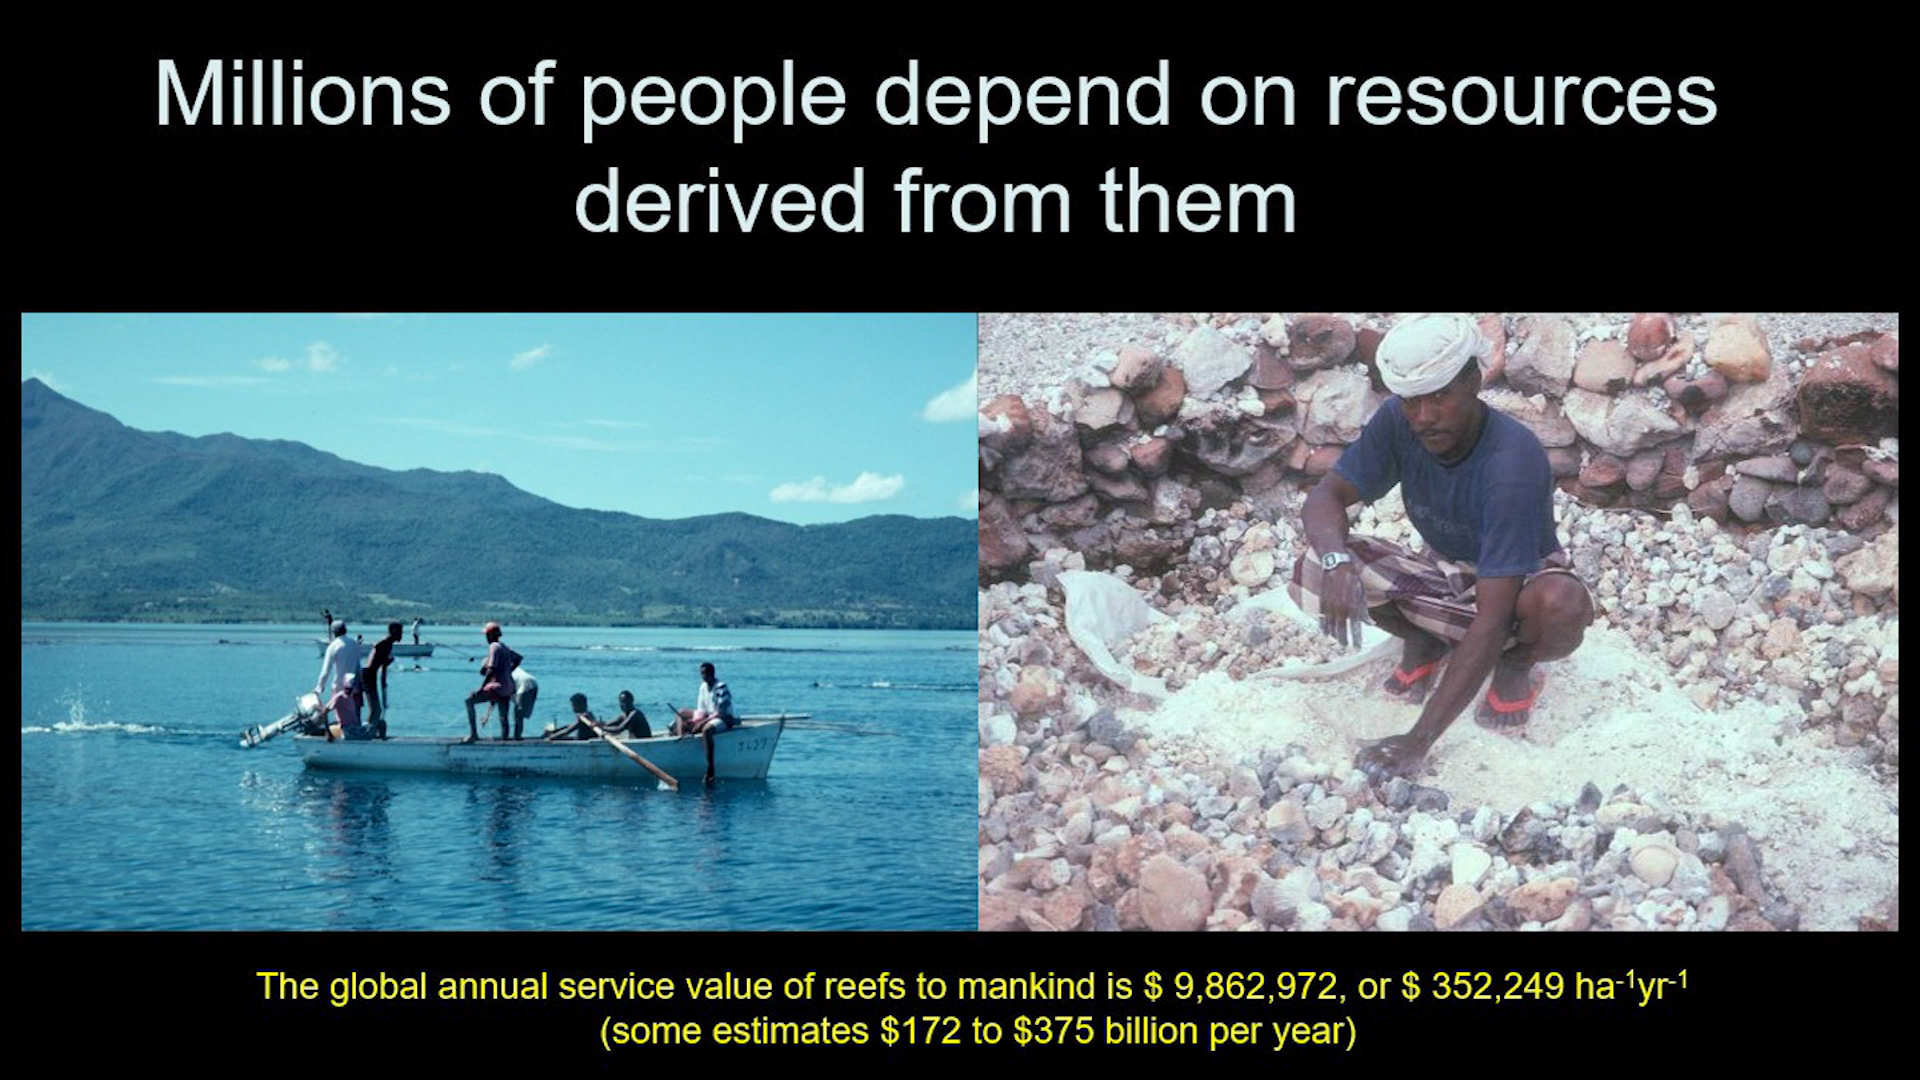 Millions of people depend on resources
derived from them
3427
The global annual service value of reefs to mankind is $ 9,862,972, or $ 352,249 ha-1yr-1
(some estimates $172 to $375 billion per year)